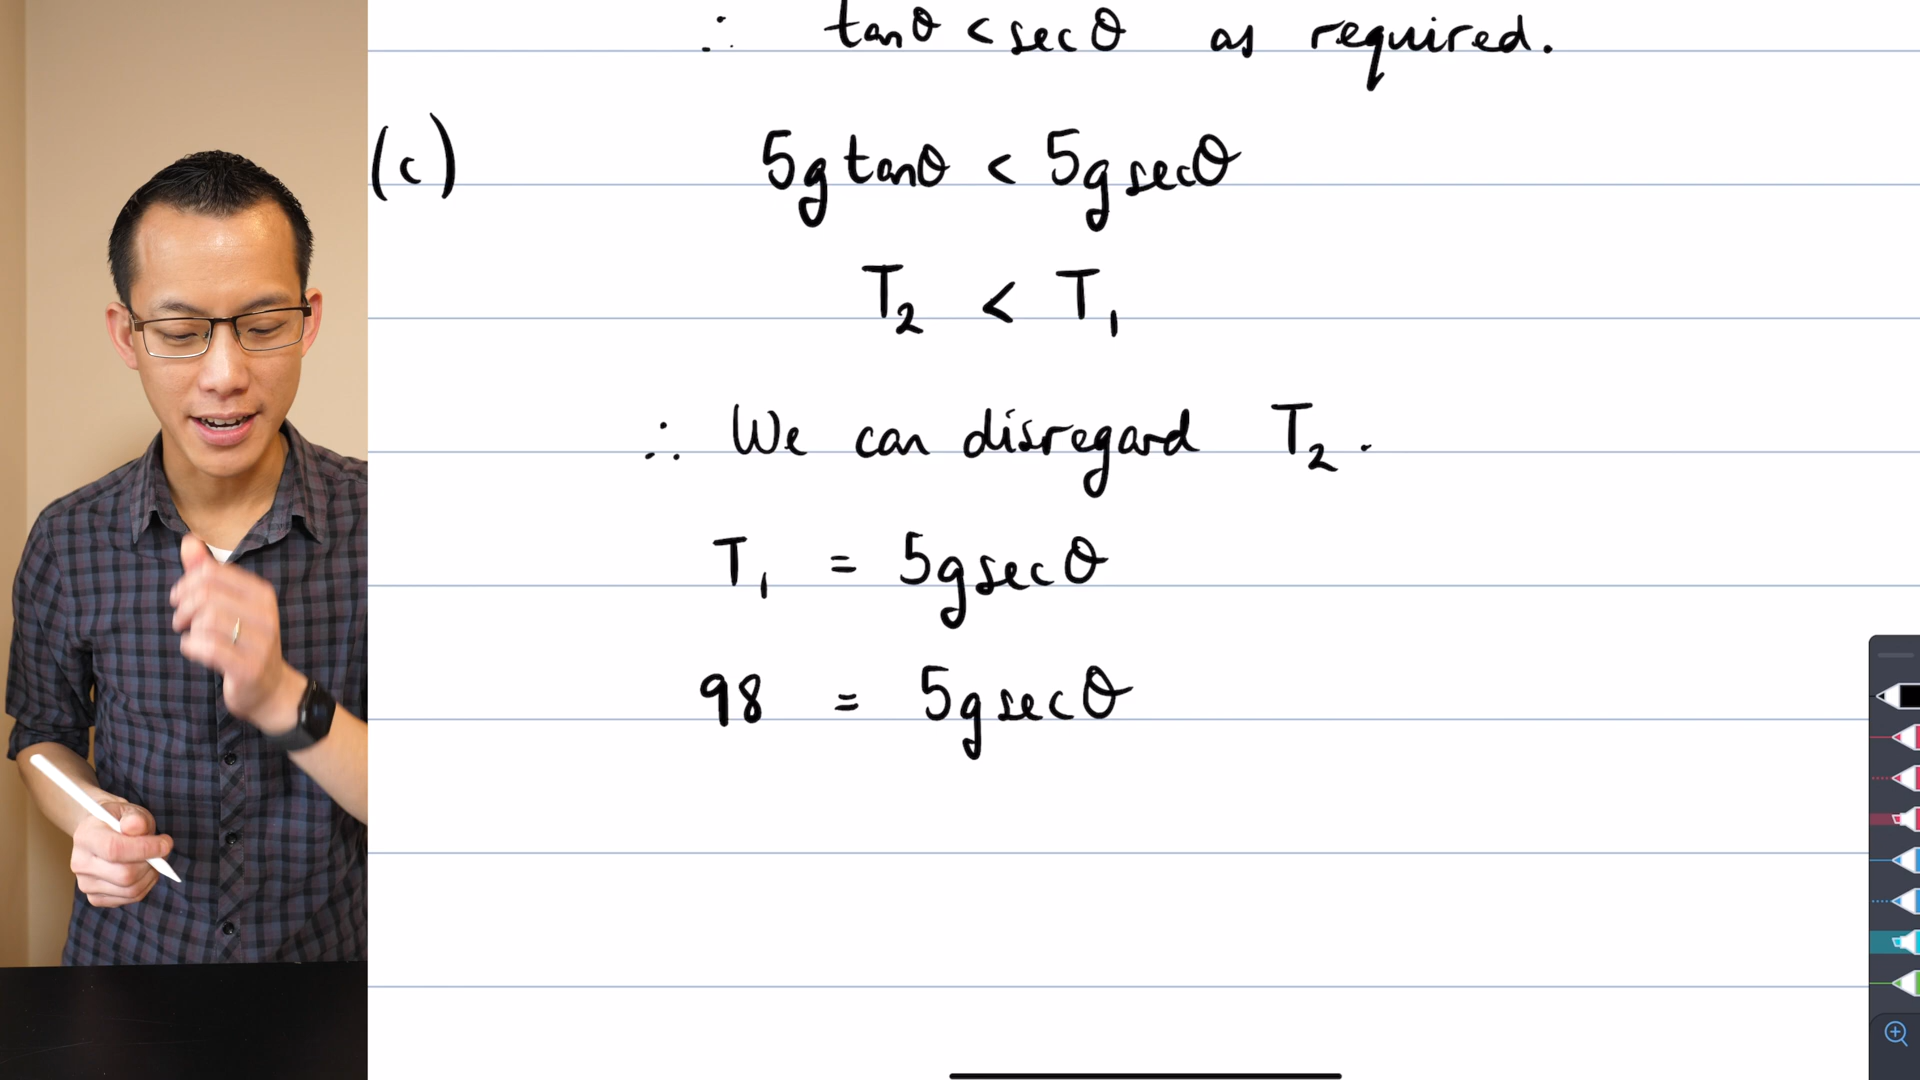 ∴ tanθ < secθ as required.
(c) 5g tanθ < 5g secθ
T₂ < T₁
∴ We can disregard T₂.
T₁ = 5g secθ
98 = 5g secθ